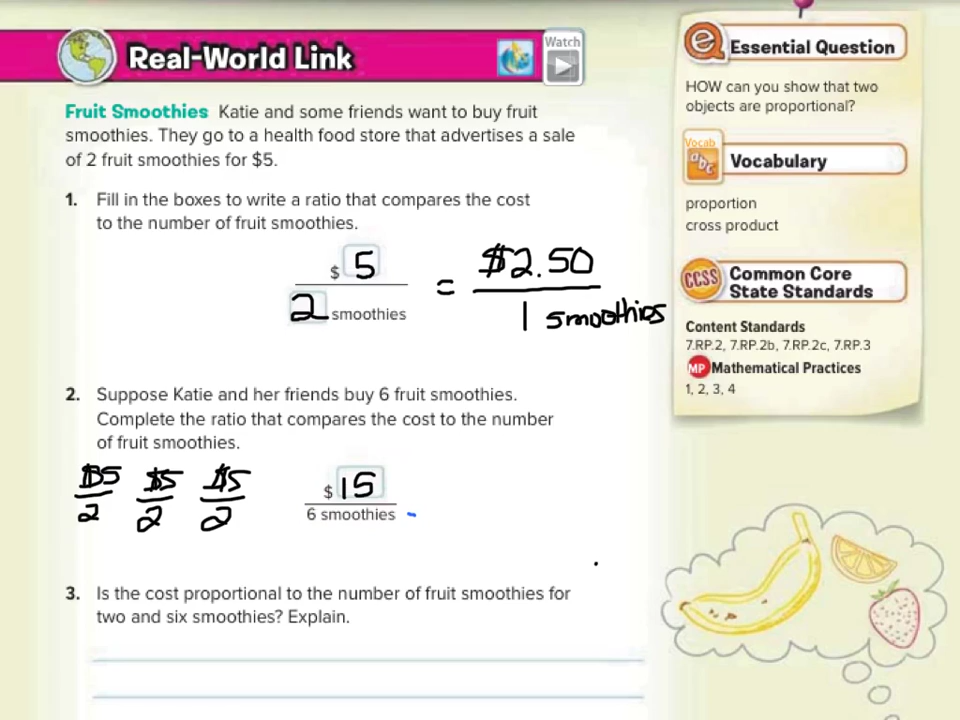 Real-World Link
Watch
Fruit Smoothies Katie and some friends want to buy fruit
smoothies. They go to a health food store that advertises a sale
of 2 fruit smoothies for $5.
1. Fill in the boxes to write a ratio that compares the cost
to the number of fruit smoothies.
$ 5
2 smoothies
= $2.50
1 smoothies
2. Suppose Katie and her friends buy 6 fruit smoothies.
Complete the ratio that compares the cost to the number
of fruit smoothies.
$5 $5 $5
2 2 2
$ 15
6 smoothies
3. Is the cost proportional to the number of fruit smoothies for
two and six smoothies? Explain.
e Essential Question
HOW can you show that two
objects are proportional?
Vocab
abc
Vocabulary
proportion
cross product
CCSS
Common Core
State Standards
Content Standards
7.RP.2, 7.RP.2b, 7.RP.2c, 7.RP.3
MP Mathematical Practices
1, 2, 3, 4